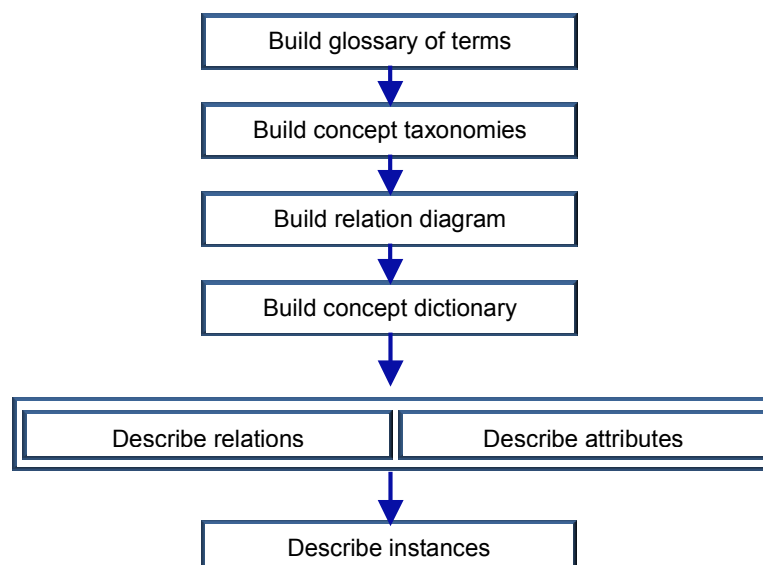 Build glossary of terms
Build concept taxonomies
Build relation diagram
Build concept dictionary
Describe relations
Describe attributes
Describe instances